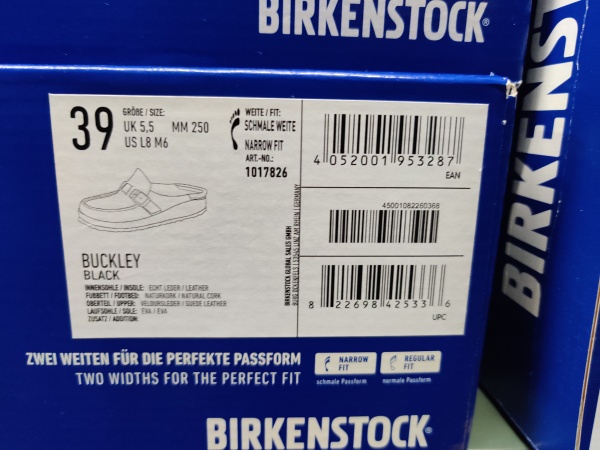 BIRKENSTOCK®
39
GRÖßE / SIZE:
UK 5,5 MM 250
US L8 M6
WEITE / FIT:
SCHMALE WEITE
NARROW FIT
ART.-NO.:
1017826
4 052001 953287
EAN
45001082260368
8 22698 42533 6
UPC
BUCKLEY
BLACK
INNENSOHLE / INSOLE: ECHT LEDER / LEATHER
FUßBETT / FOOTBED: NATURKORK / NATURAL CORK
OBERTEIL / UPPER: VELOURSLEDER / SUEDE LEATHER
LAUFSOHLE / SOLE: EVA / EVA
ZUSATZ / ADDITION:
BIRKENSTOCK GLOBAL SALES GMBH
LINZ AM RHEIN | GERMANY
ZWEI WEITEN FÜR DIE PERFEKTE PASSFORM
TWO WIDTHS FOR THE PERFECT FIT
NARROW FIT
schmale Passform
REGULAR FIT
normale Passform
BIRKENSTOCK®
BIRKENST